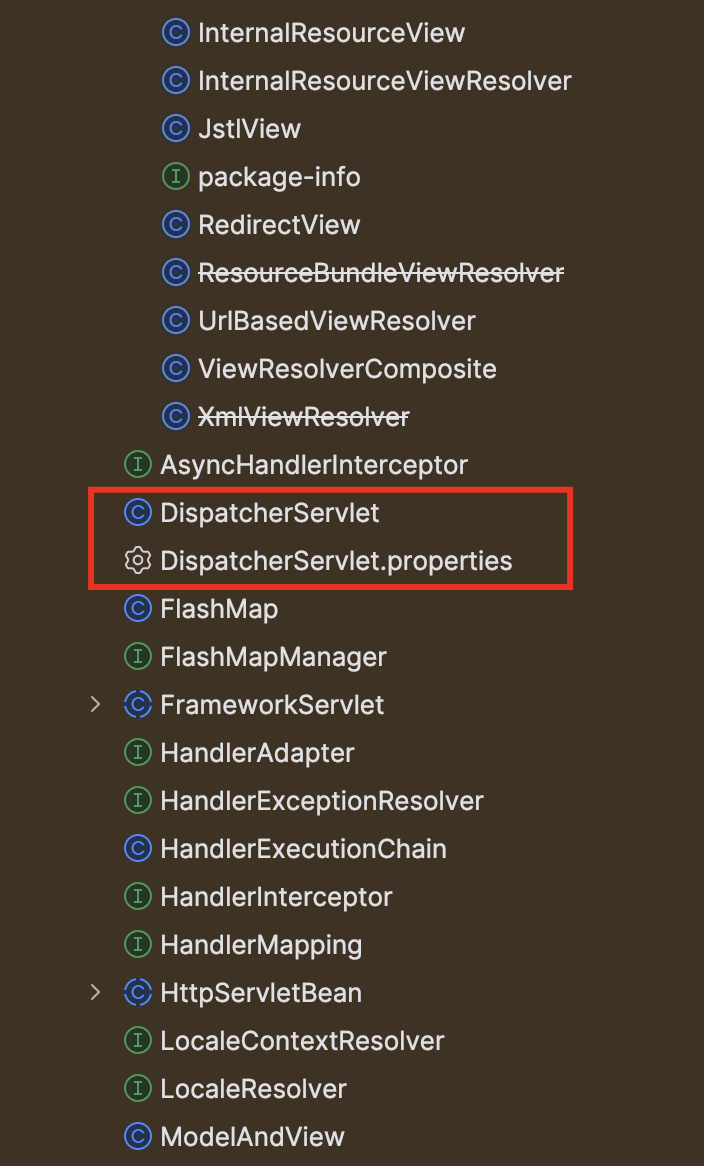 InternalResourceView
InternalResourceViewResolver
JstlView
package-info
RedirectView
ResourceBundleViewResolver
UrlBasedViewResolver
ViewResolverComposite
XmlViewResolver
AsyncHandlerInterceptor
DispatcherServlet
DispatcherServlet.properties
FlashMap
FlashMapManager
FrameworkServlet
HandlerAdapter
HandlerExceptionResolver
HandlerExecutionChain
HandlerInterceptor
HandlerMapping
HttpServletBean
LocaleContextResolver
LocaleResolver
ModelAndView